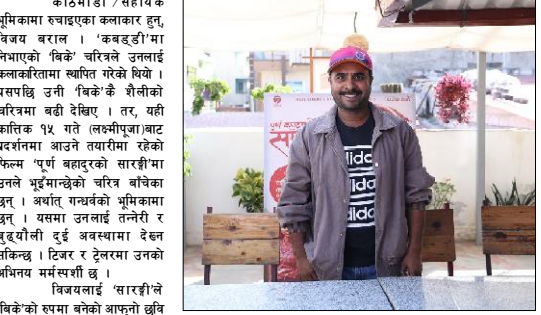 काठमाडौँ / सहायक
भूमिकामा रुचाइएका कलाकार हुन्,
विजय बराल । ‘कबड्डी’मा
निभाएको ‘बिके’ चरित्रले उनलाई
कलाकारितामा स्थापित गरेको थियो ।
यसपछि उनी ‘बिके’कै शैलीको
चरित्रमा बढी देखिए । तर, यही
कात्तिक १५ गते (लक्ष्मीपूजा)बाट
प्रदर्शनमा आउने तयारीमा रहेको
फिल्म ‘पूर्ण बहादुरको सारङ्गी’मा
उनले भूइँमान्छेको चरित्र बाँचेका
छन् । अर्थात् गन्धर्वको भूमिकामा
छन् । यसमा उनलाई तन्नेरी र
बुढ्यौली दुई अवस्थामा देख्न
सकिन्छ । टिजर र ट्रेलरमा उनको
अभिनय मर्मस्पर्शी छ ।
विजयलाई ‘सारङ्गी’ले
‘बिके’को रुपमा बनेको आफ्नो छवि